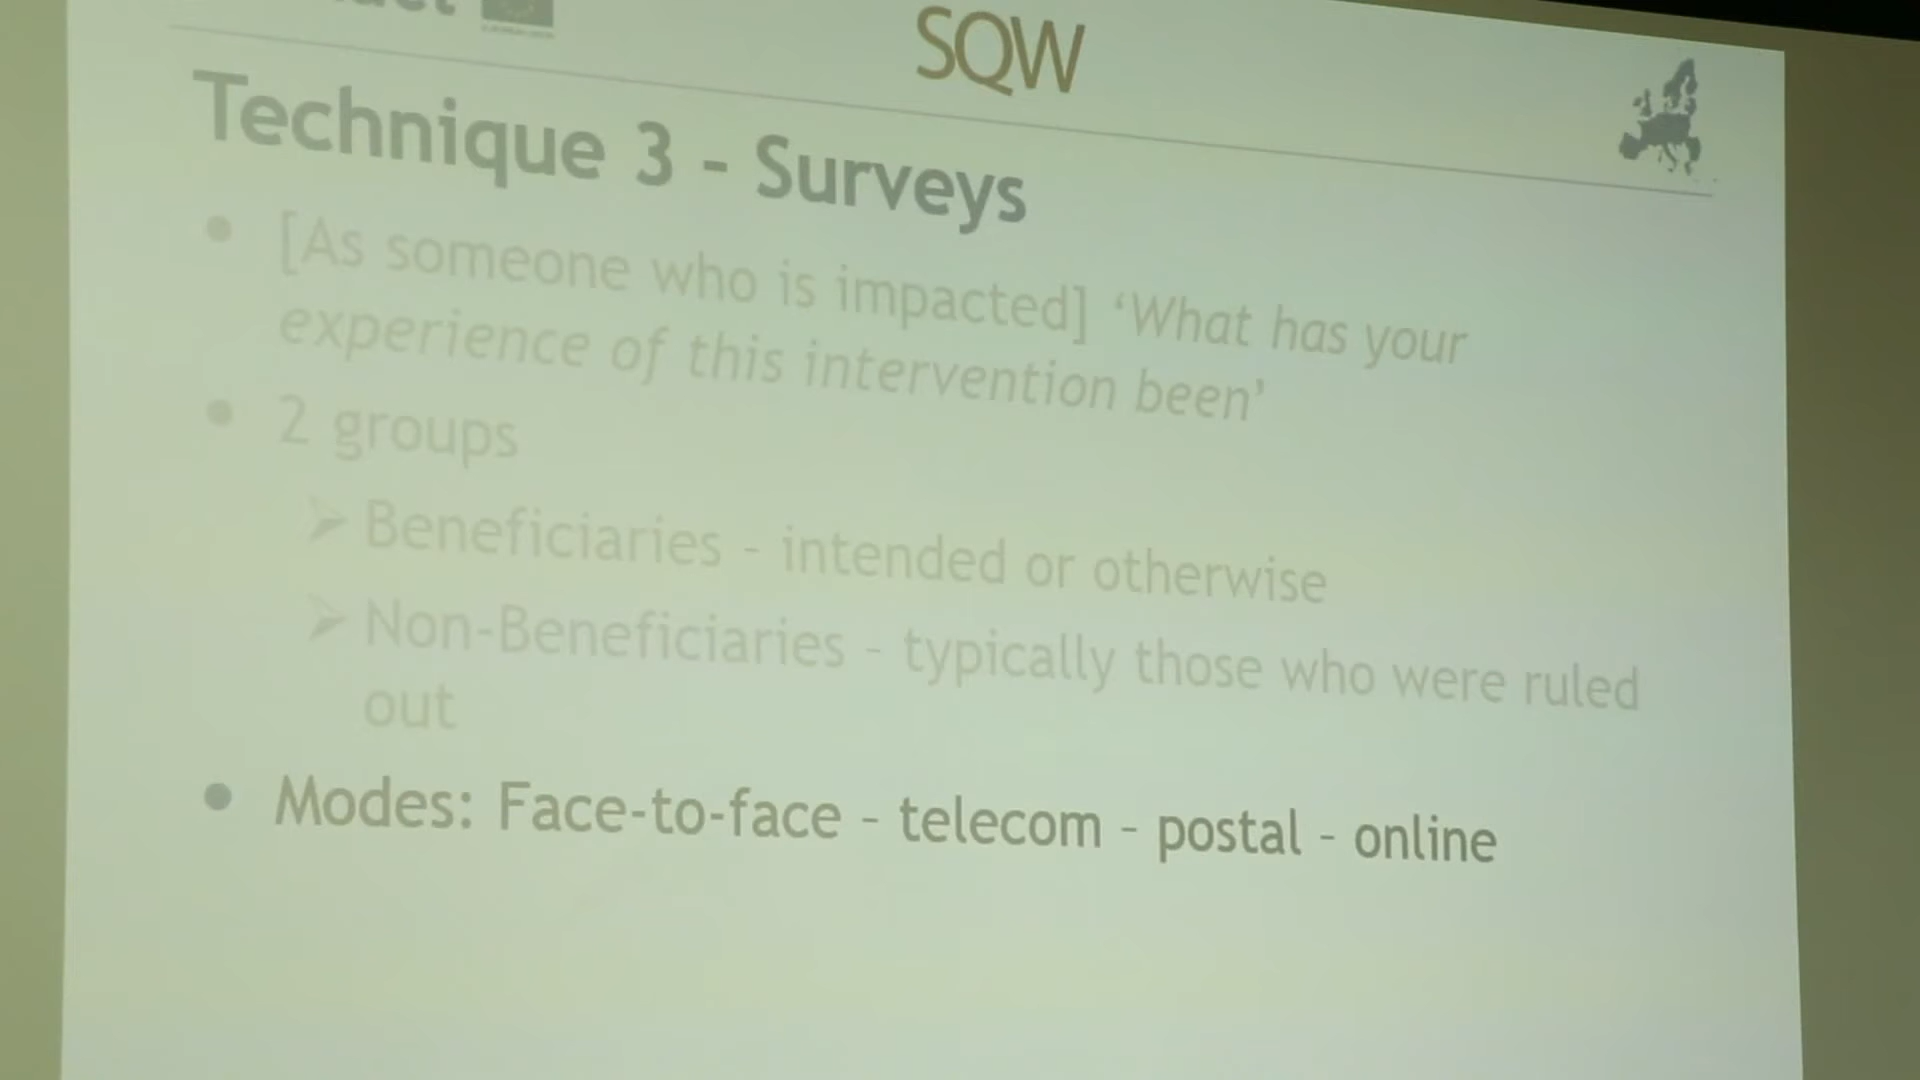 SQW
Technique 3 - Surveys
• [As someone who is impacted] ‘What has your
experience of this intervention been’
• 2 groups
➢ Beneficiaries - intended or otherwise
➢ Non-Beneficiaries - typically those who were ruled
out
• Modes: Face-to-face - telecom - postal - online